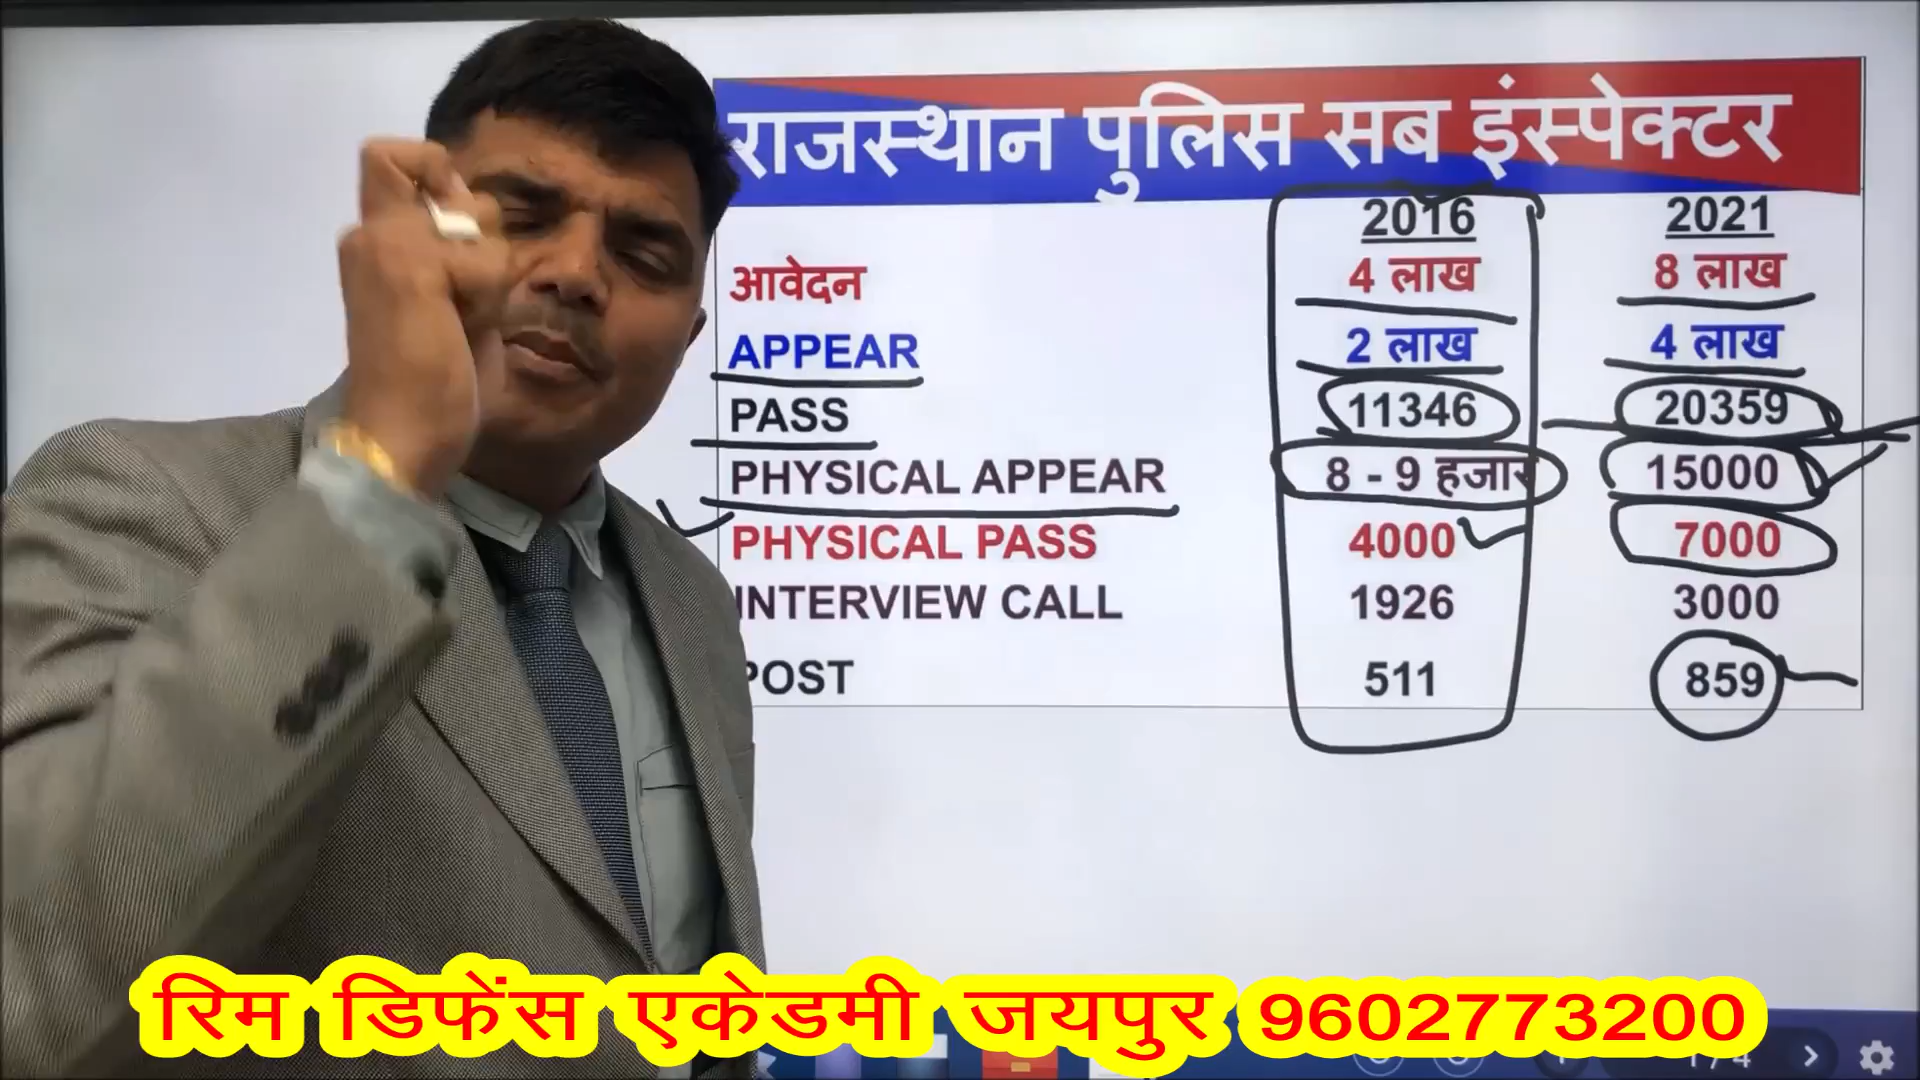 राजस्थान पुलिस सब इंस्पेक्टर
2016 2021
आवेदन 4 लाख 8 लाख
APPEAR 2 लाख 4 लाख
PASS 11346 20359
PHYSICAL APPEAR 8 - 9 हजार 15000
PHYSICAL PASS 4000 7000
INTERVIEW CALL 1926 3000
POST 511 859
रिम डिफेंस एकेडमी जयपुर 9602773200